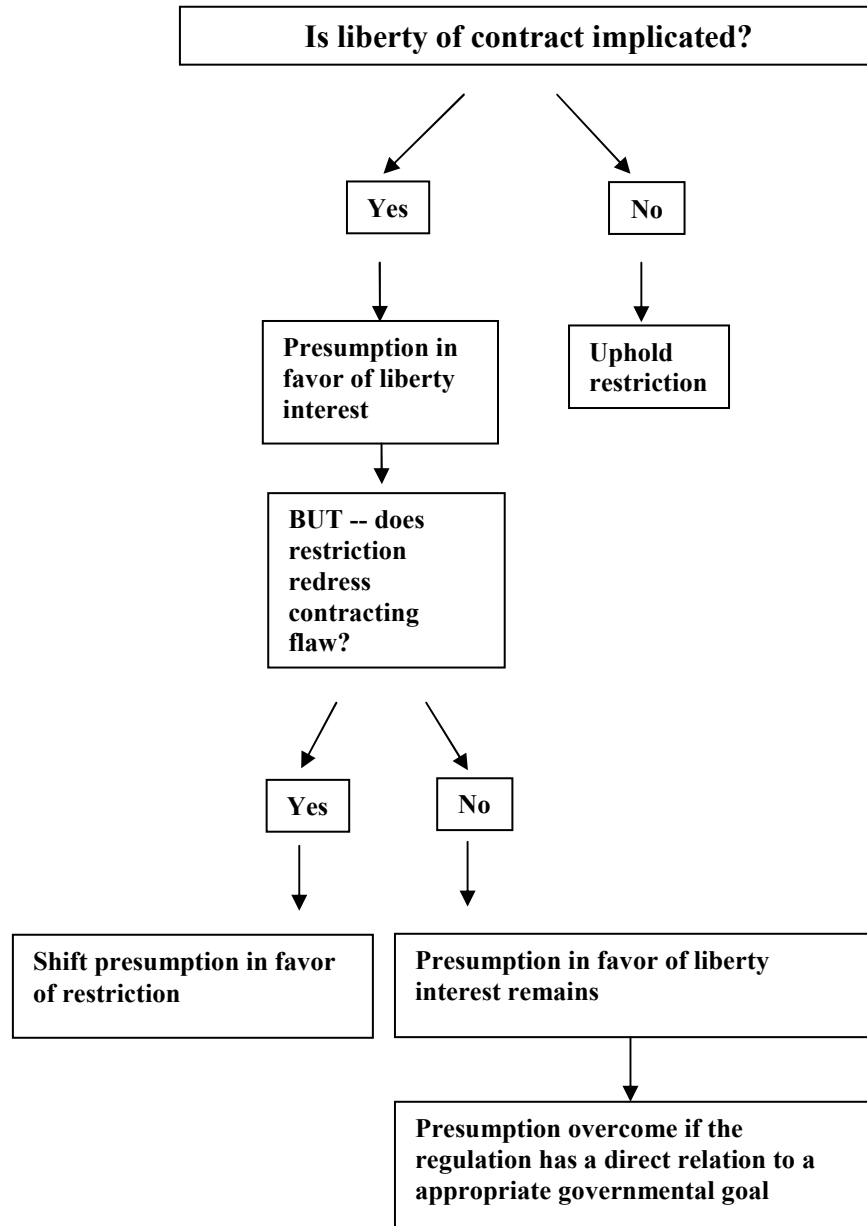 Is liberty of contract implicated?
Yes
No
Presumption in
favor of liberty
interest
Uphold
restriction
BUT -- does
restriction
redress
contracting
flaw?
Yes
No
Shift presumption in favor
of restriction
Presumption in favor of liberty
interest remains
Presumption overcome if the
regulation has a direct relation to a
appropriate governmental goal